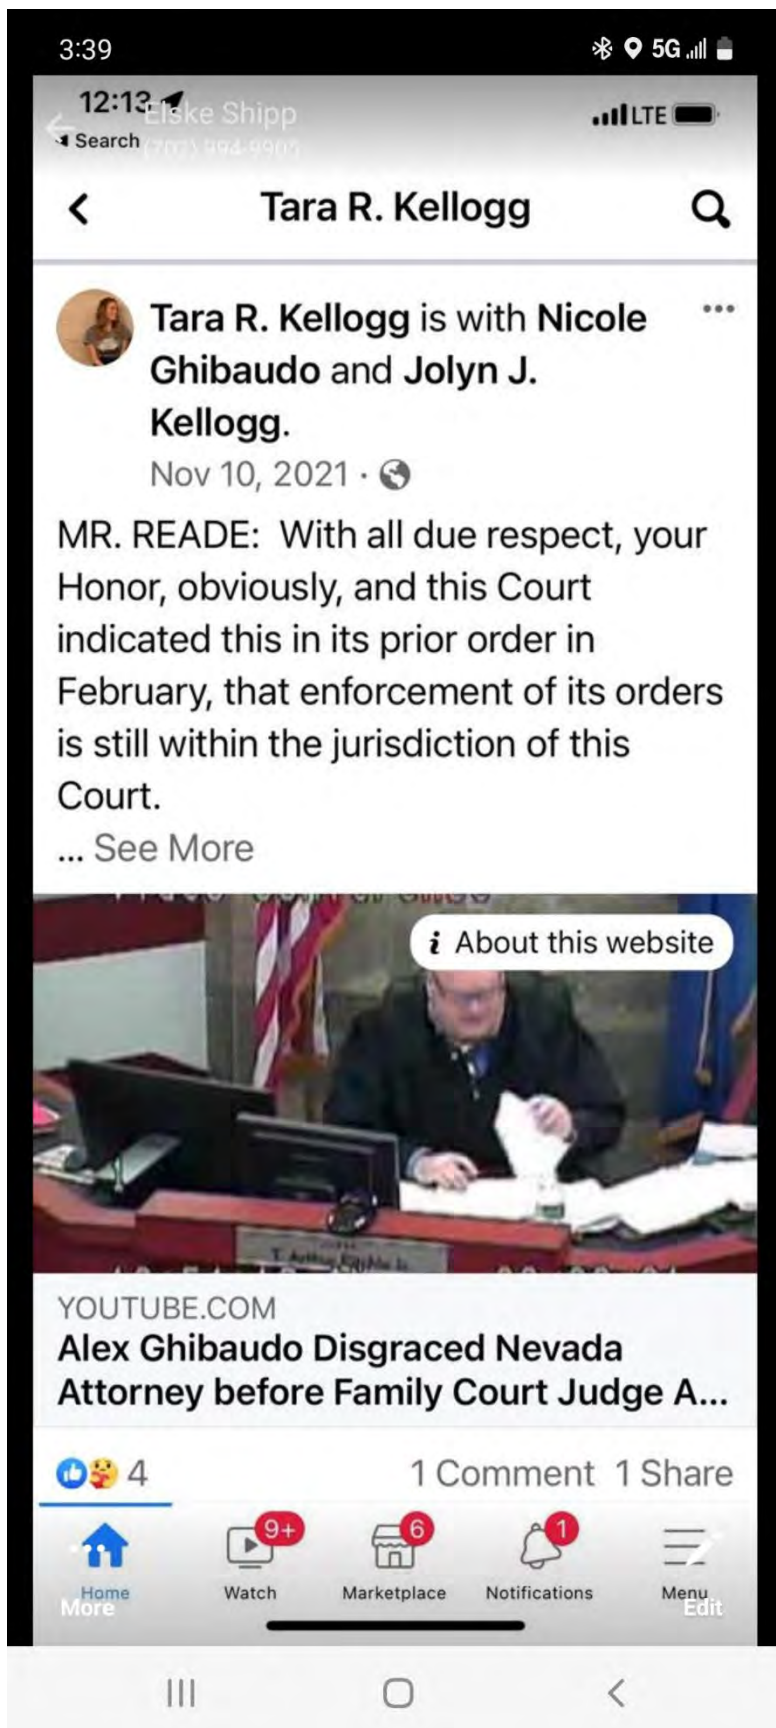 3:39
5G
12:13
Elske Shipp
LTE
Search
Tara R. Kellogg
Tara R. Kellogg is with Nicole
Ghibaudo and Jolyn J.
Kellogg.
Nov 10, 2021 ·
MR. READE:  With all due respect, your
Honor, obviously, and this Court
indicated this in its prior order in
February, that enforcement of its orders
is still within the jurisdiction of this
Court.
... See More
i About this website
YOUTUBE.COM
Alex Ghibaudo Disgraced Nevada
Attorney before Family Court Judge A...
4
1 Comment 1 Share
9+
6
1
Home
Watch
Marketplace
Notifications
Menu
More
Edit